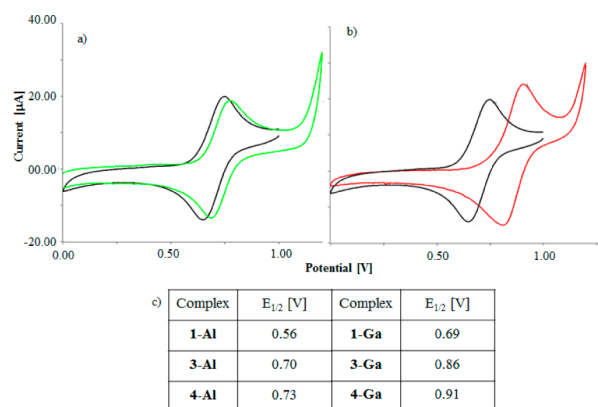 40.00
a)
b)
20.00
Current [µA]
00.00
-20.00
0.00
0.50
1.00
0.50
1.00
Potential [V]
c)
Complex E1/2 [V] Complex E1/2 [V]
1-Al 0.56 1-Ga 0.69
3-Al 0.70 3-Ga 0.86
4-Al 0.73 4-Ga 0.91